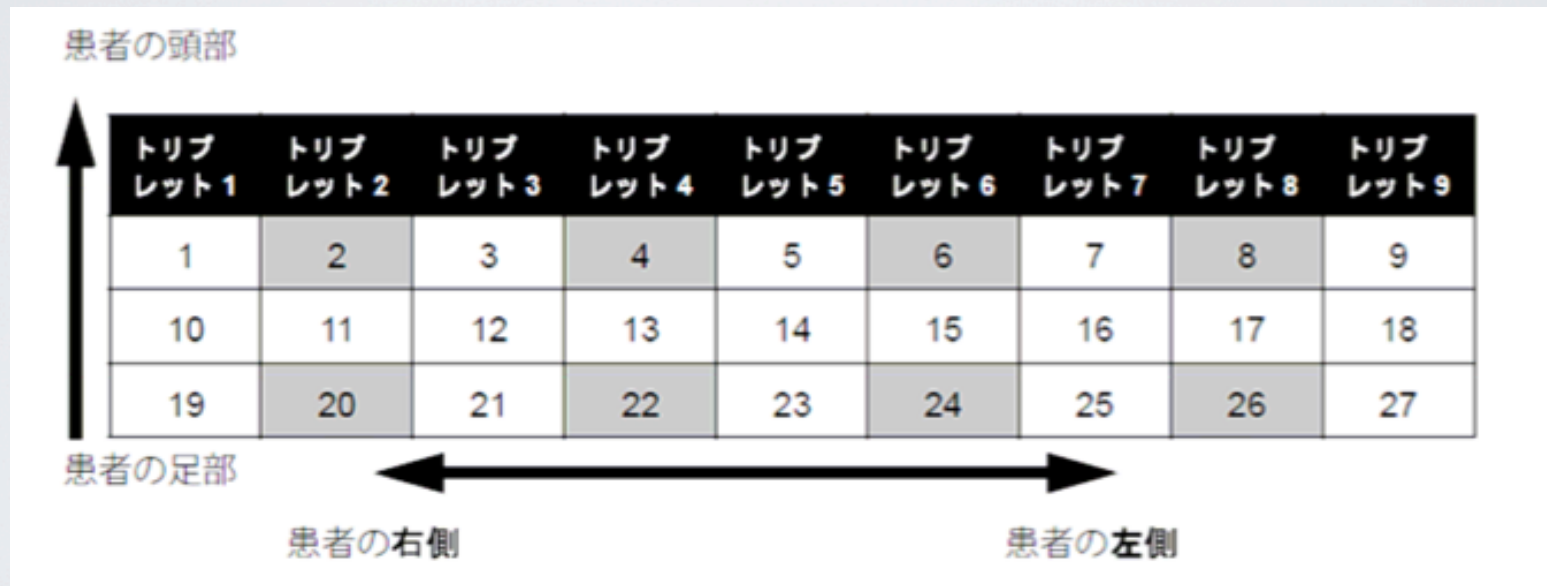 患者の頭部
トリプレット1 トリプレット2 トリプレット3 トリプレット4 トリプレット5 トリプレット6 トリプレット7 トリプレット8 トリプレット9
1 2 3 4 5 6 7 8 9
10 11 12 13 14 15 16 17 18
19 20 21 22 23 24 25 26 27
患者の足部
患者の右側 患者の左側